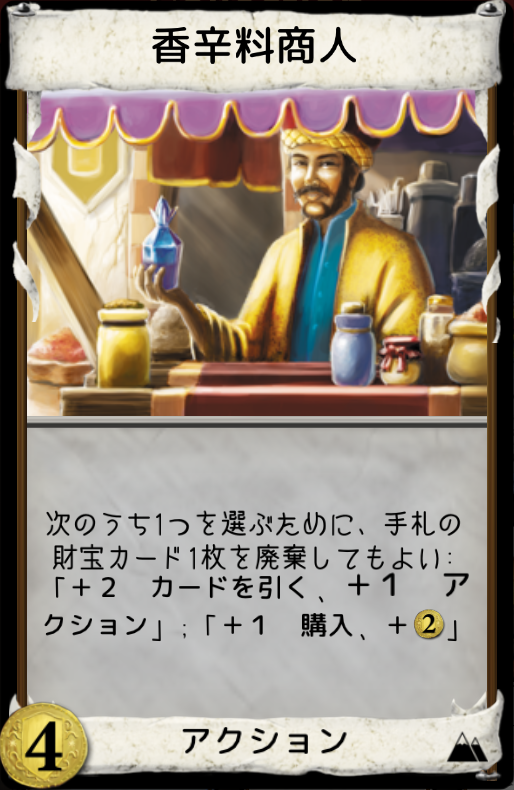 香辛料商人
次のうち1つを選ぶために、手札の
財宝カード1枚を廃棄してもよい:
「＋２　カードを引く、＋１　ア
クション」;「＋１　購入、＋2」
4
アクション